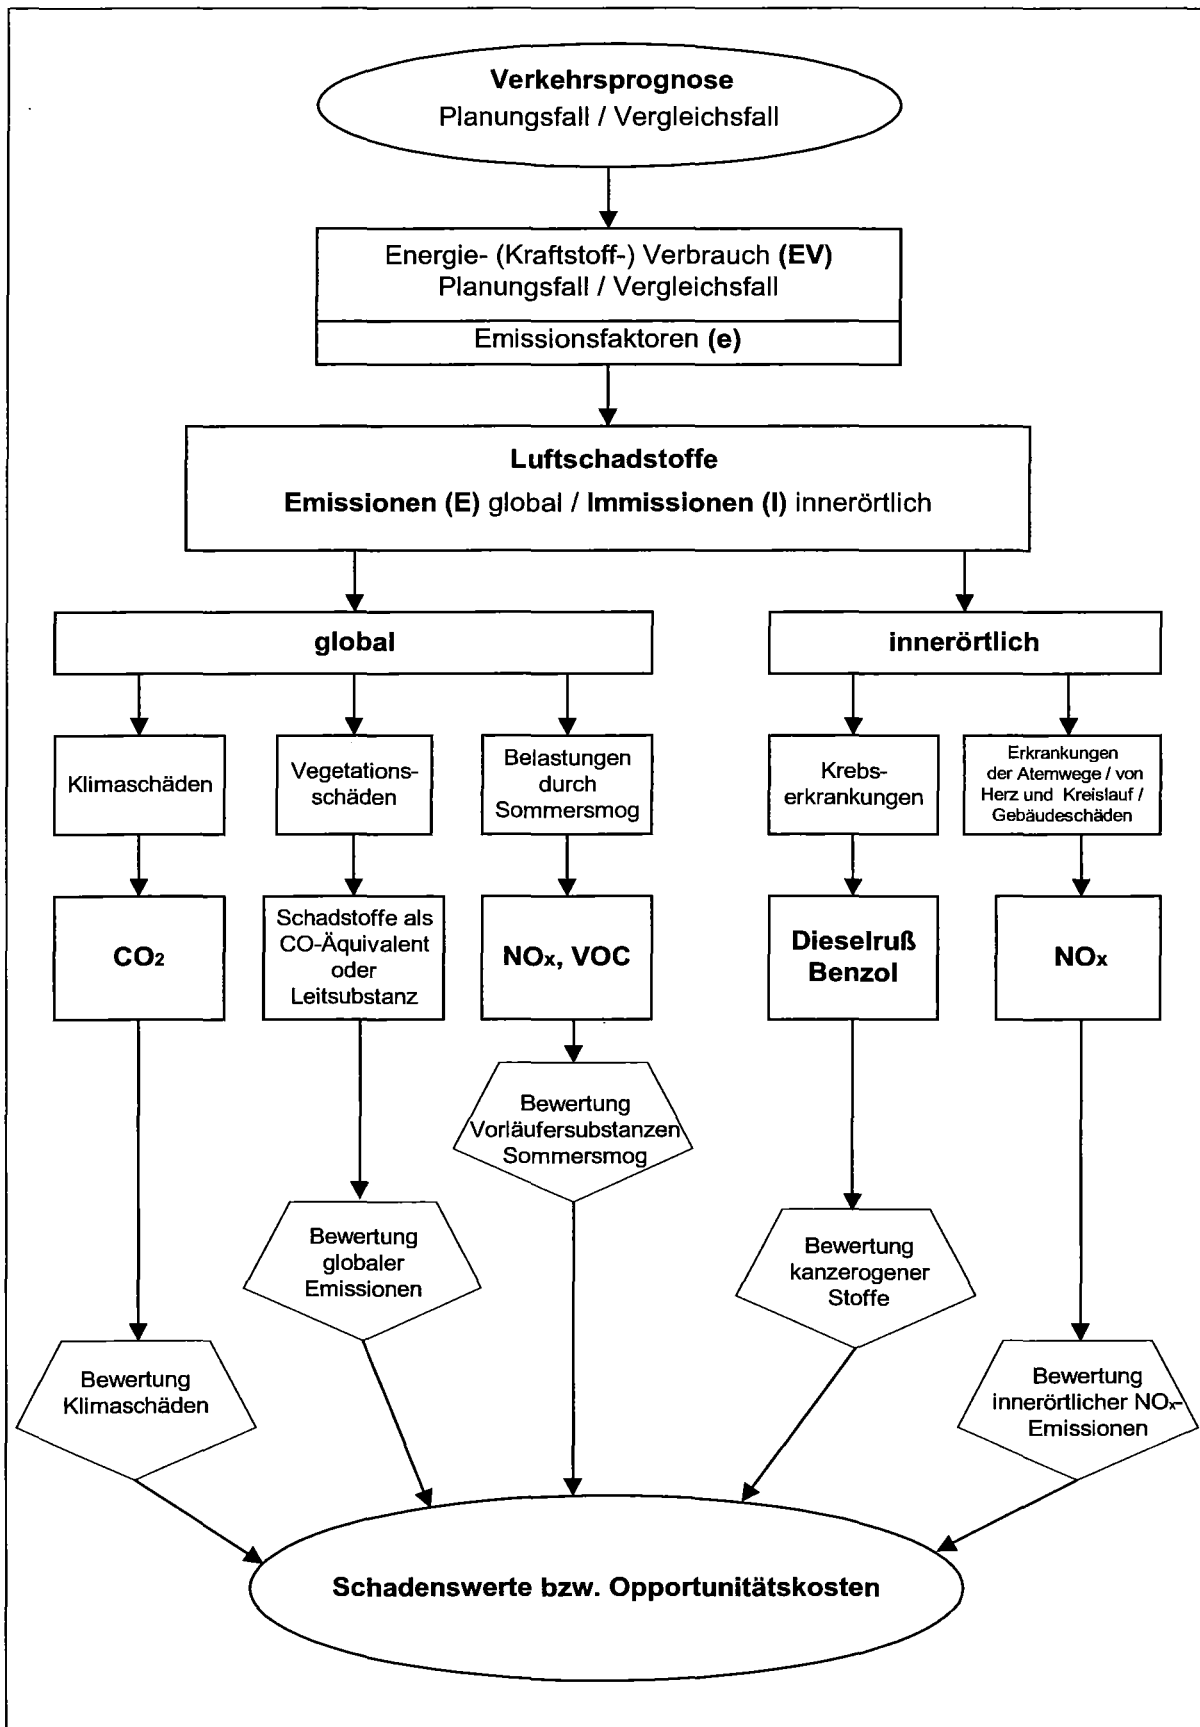 Verkehrsprognose
Planungsfall / Vergleichsfall
Energie- (Kraftstoff-) Verbrauch (EV)
Planungsfall / Vergleichsfall
Emissionsfaktoren (e)
Luftschadstoffe
Emissionen (E) global / Immissionen (I) innerörtlich
global
innerörtlich
Klimaschäden
Vegetations-
schäden
Belastungen
durch
Sommersmog
Krebs-
erkrankungen
Erkrankungen
der Atemwege / von
Herz und Kreislauf /
Gebäudeschäden
CO₂
Schadstoffe als
CO-Äquivalent
oder
Leitsubstanz
NOₓ, VOC
Dieselruß
Benzol
NOₓ
Bewertung
Vorläufersubstanzen
Sommersmog
Bewertung
globaler
Emissionen
Bewertung
kanzerogener
Stoffe
Bewertung
Klimaschäden
Bewertung
innerörtlicher NOₓ-
Emissionen
Schadenswerte bzw. Opportunitätskosten